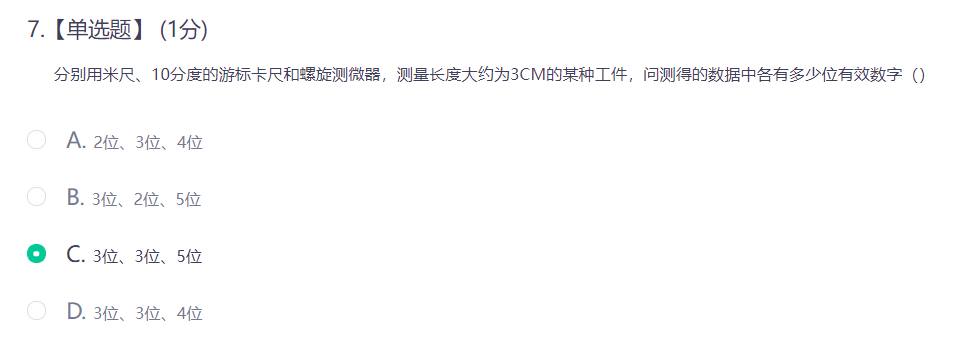 7.【单选题】 (1分)
分别用米尺、10分度的游标卡尺和螺旋测微器，测量长度大约为3CM的某种工件，问测得的数据中各有多少位有效数字（）
A. 2位、3位、4位
B. 3位、2位、5位
C. 3位、3位、5位
D. 3位、3位、4位